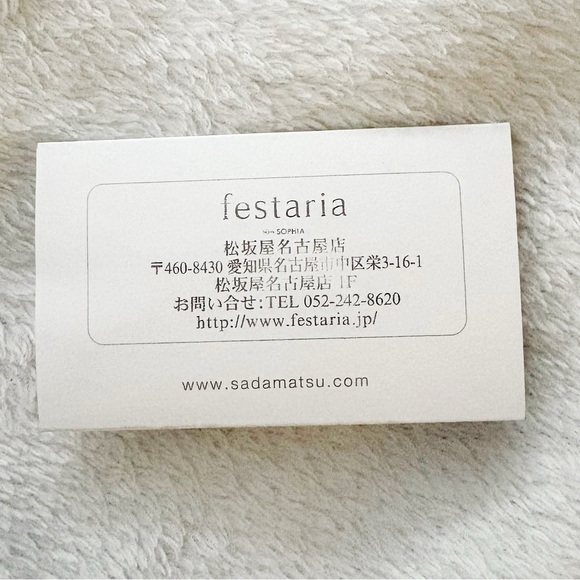 festaria
SOPHIA
松坂屋名古屋店
〒460-8430 愛知県名古屋市中区栄3-16-1
松坂屋名古屋店 1F
お問い合せ：TEL 052-242-8620
http://www.festaria.jp/
www.sadamatsu.com